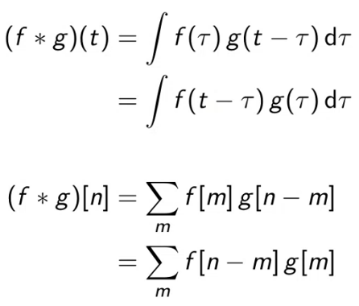 (f ∗ g)(t) = ∫ f(τ) g(t − τ) dτ
= ∫ f(t − τ) g(τ) dτ
(f ∗ g)[n] = ∑ₘ f[m] g[n − m]
= ∑ₘ f[n − m] g[m]